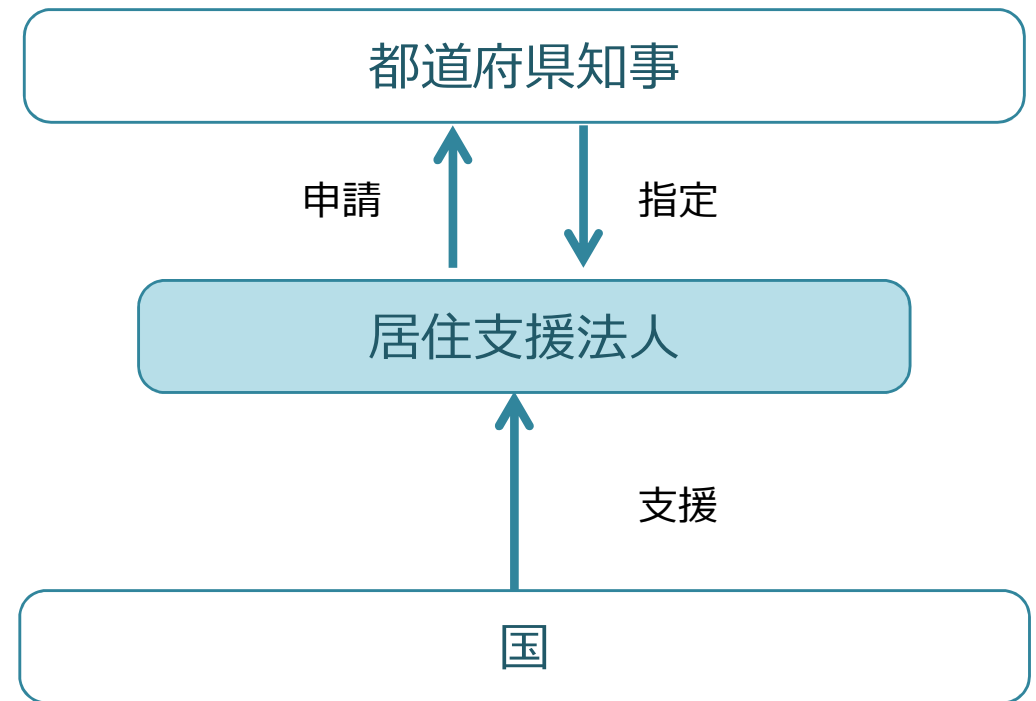 都道府県知事
申請
指定
居住支援法人
支援
国